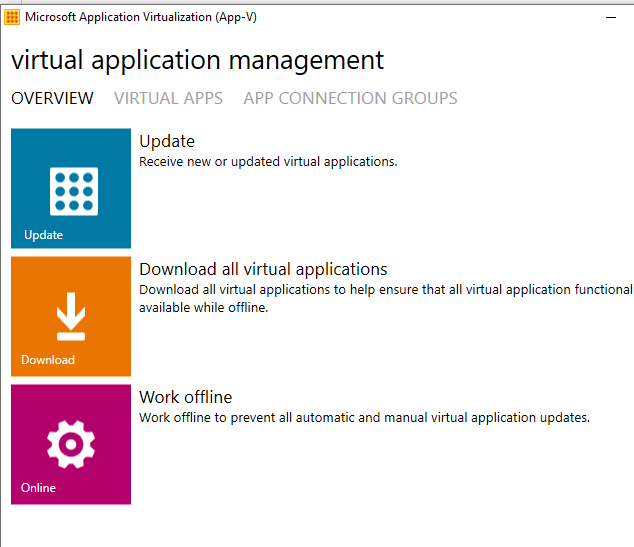 Microsoft Application Virtualization (App-V)
virtual application management
OVERVIEW VIRTUAL APPS APP CONNECTION GROUPS
Update
Receive new or updated virtual applications.
Update
Download all virtual applications
Download all virtual applications to help ensure that all virtual application functional
available while offline.
Download
Work offline
Work offline to prevent all automatic and manual virtual application updates.
Online